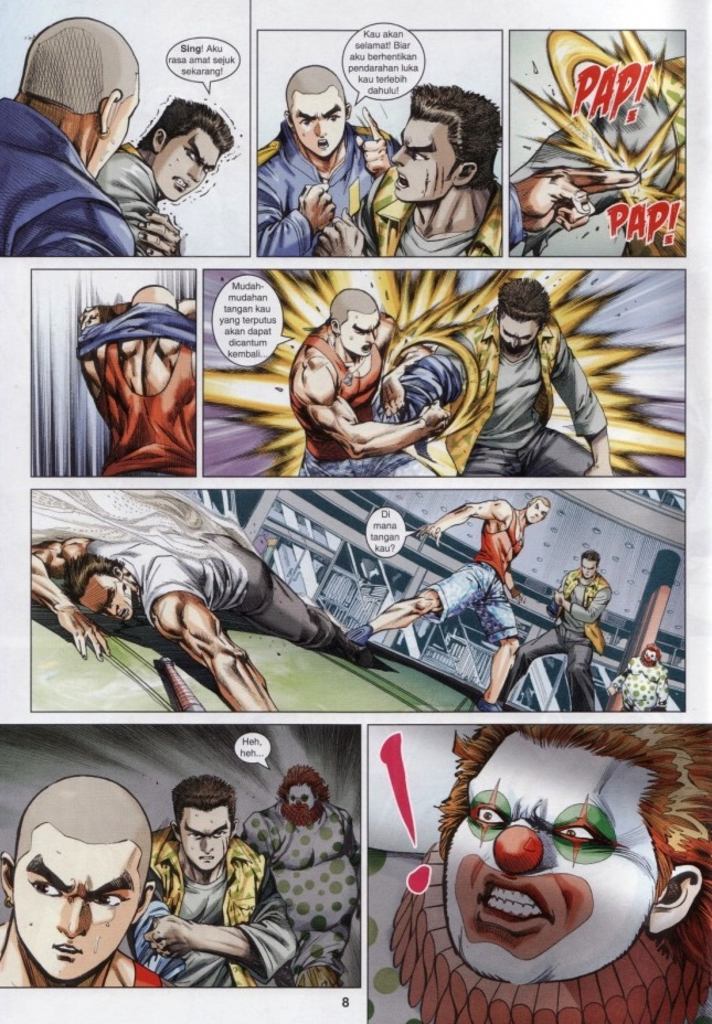 Sing! Aku
rasa amat sejuk
sekarang!
Kau akan
selamat! Biar
aku berhentikan
pendarahan luka
kau terlebih
dahulu!
PAP!
PAP!
Mudah-
mudahan
tangan kau
yang terputus
akan dapat
dicantum
kembali...
Di
mana
tangan
kau?
Heh,
heh...
!
8